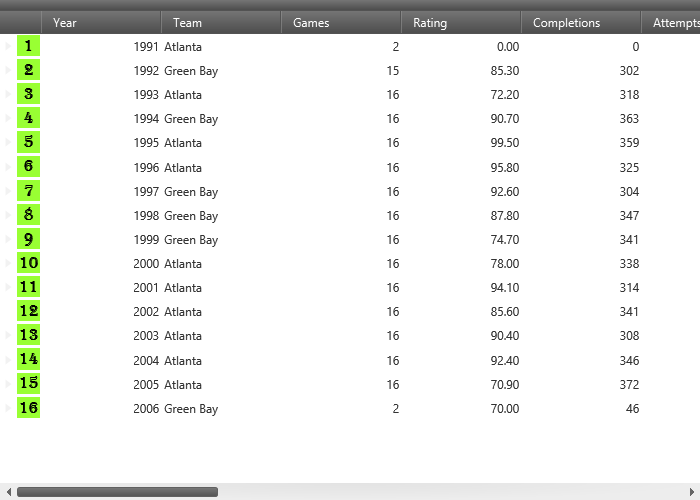 Year Team Games Rating Completions Attempts
1 1991 Atlanta 2 0.00 0
2 1992 Green Bay 15 85.30 302
3 1993 Atlanta 16 72.20 318
4 1994 Green Bay 16 90.70 363
5 1995 Atlanta 16 99.50 359
6 1996 Atlanta 16 95.80 325
7 1997 Green Bay 16 92.60 304
8 1998 Green Bay 16 87.80 347
9 1999 Green Bay 16 74.70 341
10 2000 Atlanta 16 78.00 338
11 2001 Atlanta 16 94.10 314
12 2002 Atlanta 16 85.60 341
13 2003 Atlanta 16 90.40 308
14 2004 Atlanta 16 92.40 346
15 2005 Atlanta 16 70.90 372
16 2006 Green Bay 2 70.00 46